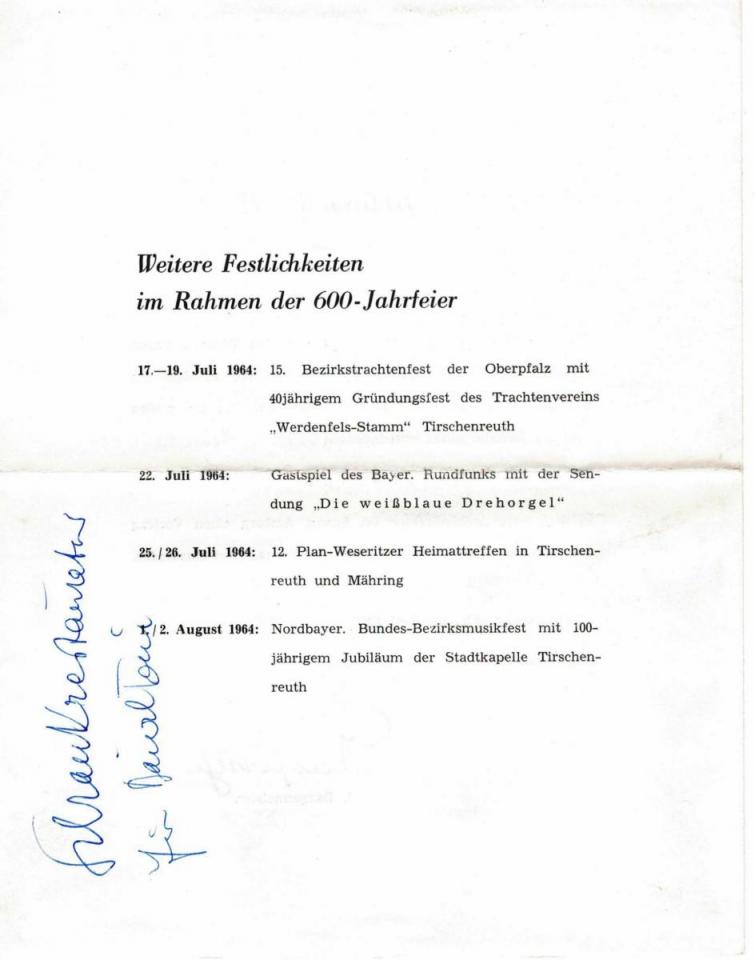 Weitere Festlichkeiten
im Rahmen der 600-Jahrfeier
17.—19. Juli 1964: 15. Bezirkstrachtenfest der Oberpfalz mit
40jährigem Gründungsfest des Trachtenvereins
„Werdenfels-Stamm“ Tirschenreuth
22. Juli 1964: Gastspiel des Bayer. Rundfunks mit der Sen-
dung „Die weißblaue Drehorgel“
25./26. Juli 1964: 12. Plan-Weseritzer Heimattreffen in Tirschen-
reuth und Mähring
1./2. August 1964: Nordbayer. Bundes-Bezirksmusikfest mit 100-
jährigem Jubiläum der Stadtkapelle Tirschen-
reuth
für